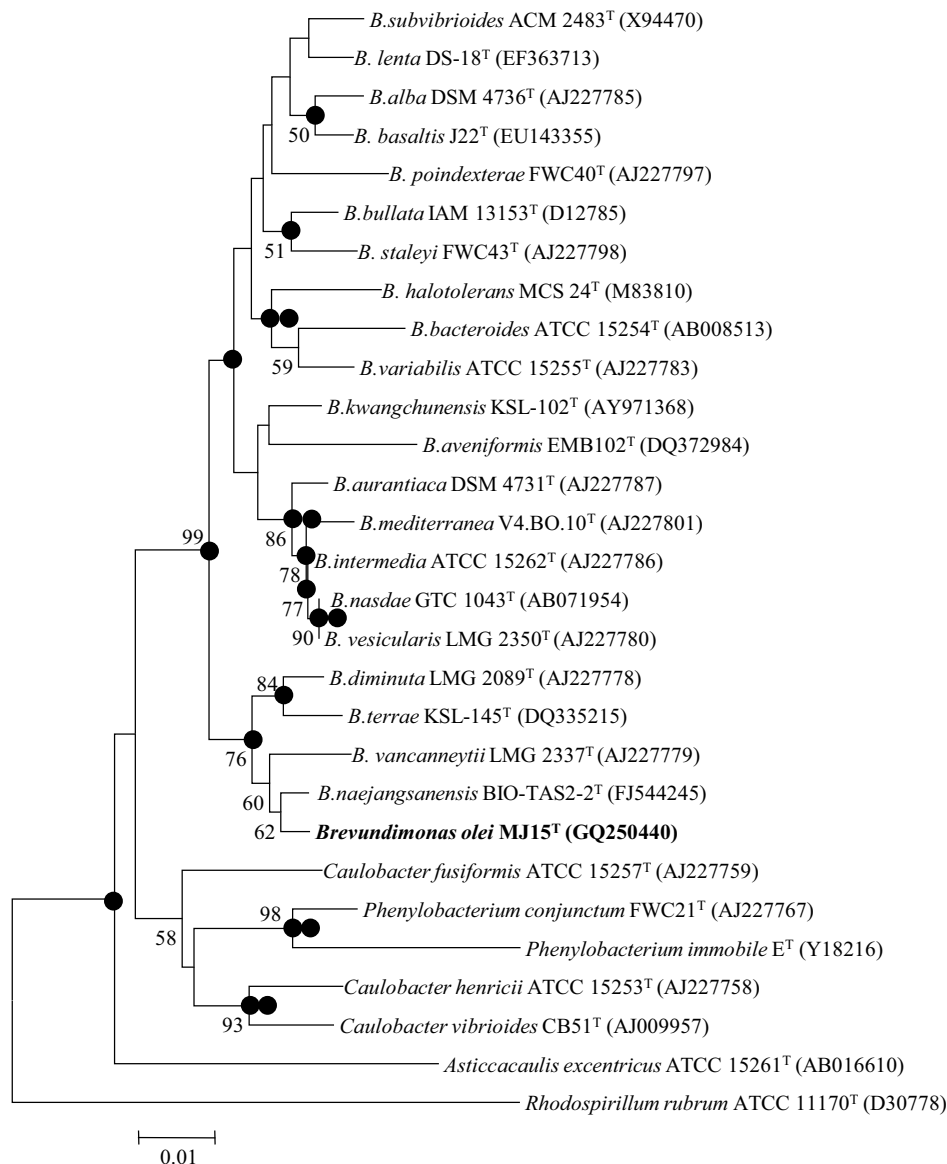 B.subvibrioides ACM 2483ᵀ (X94470)
B. lenta DS-18ᵀ (EF363713)
B.alba DSM 4736ᵀ (AJ227785)
50
B. basaltis J22ᵀ (EU143355)
B. poindexterae FWC40ᵀ (AJ227797)
B.bullata IAM 13153ᵀ (D12785)
51
B. staleyi FWC43ᵀ (AJ227798)
B. halotolerans MCS 24ᵀ (M83810)
B.bacteroides ATCC 15254ᵀ (AB008513)
59
B.variabilis ATCC 15255ᵀ (AJ227783)
B.kwangchunensis KSL-102ᵀ (AY971368)
B.aveniformis EMB102ᵀ (DQ372984)
B.aurantiaca DSM 4731ᵀ (AJ227787)
B.mediterranea V4.BO.10ᵀ (AJ227801)
99
86
B.intermedia ATCC 15262ᵀ (AJ227786)
78
B.nasdae GTC 1043ᵀ (AB071954)
77
90
B. vesicularis LMG 2350ᵀ (AJ227780)
B.diminuta LMG 2089ᵀ (AJ227778)
84
B.terrae KSL-145ᵀ (DQ335215)
76
B. vancanneytii LMG 2337ᵀ (AJ227779)
B.naejangsanensis BIO-TAS2-2ᵀ (FJ544245)
60
62
Brevundimonas olei MJ15ᵀ (GQ250440)
Caulobacter fusiformis ATCC 15257ᵀ (AJ227759)
Phenylobacterium conjunctum FWC21ᵀ (AJ227767)
98
58
Phenylobacterium immobile Eᵀ (Y18216)
Caulobacter henricii ATCC 15253ᵀ (AJ227758)
93
Caulobacter vibrioides CB51ᵀ (AJ009957)
Asticcacaulis excentricus ATCC 15261ᵀ (AB016610)
Rhodospirillum rubrum ATCC 11170ᵀ (D30778)
0.01